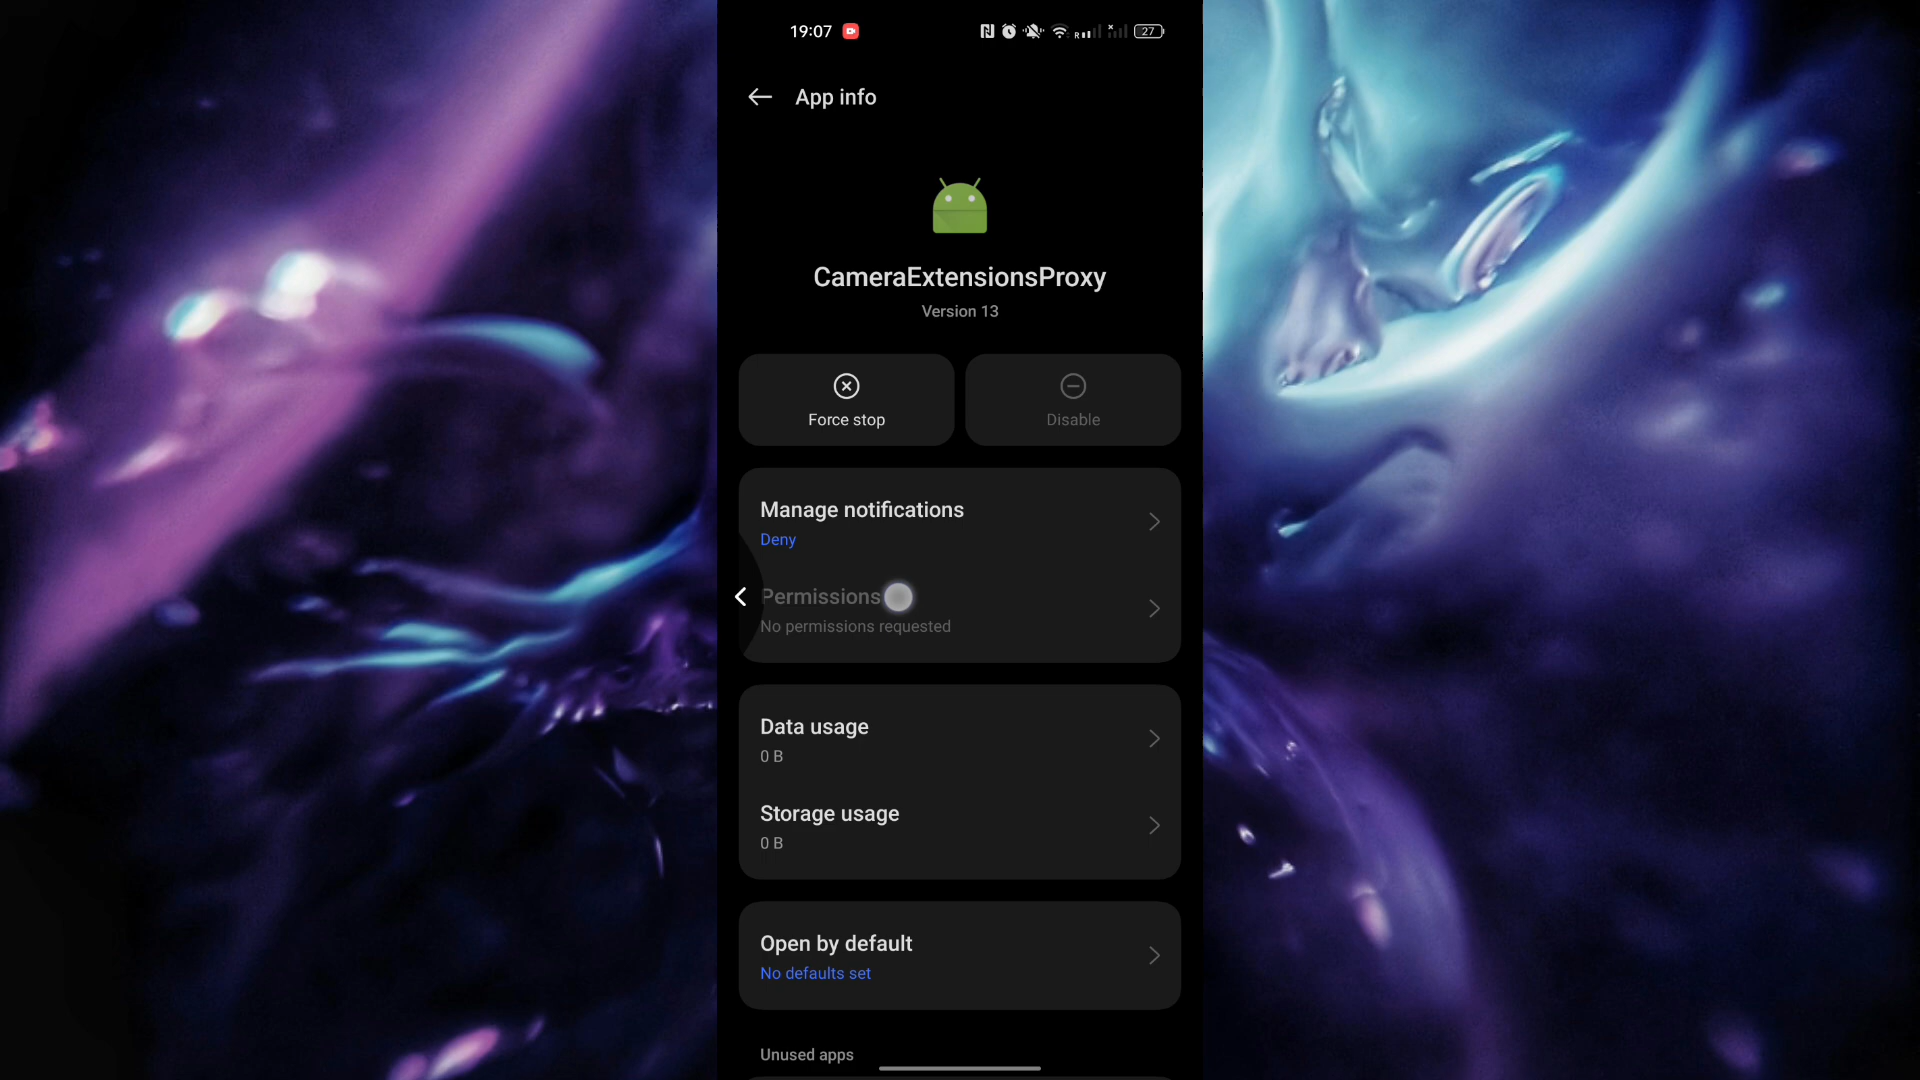 19:07
R
27
App info
CameraExtensionsProxy
Version 13
Force stop
Disable
Manage notifications
Deny
Permissions
No permissions requested
Data usage
0 B
Storage usage
0 B
Open by default
No defaults set
Unused apps